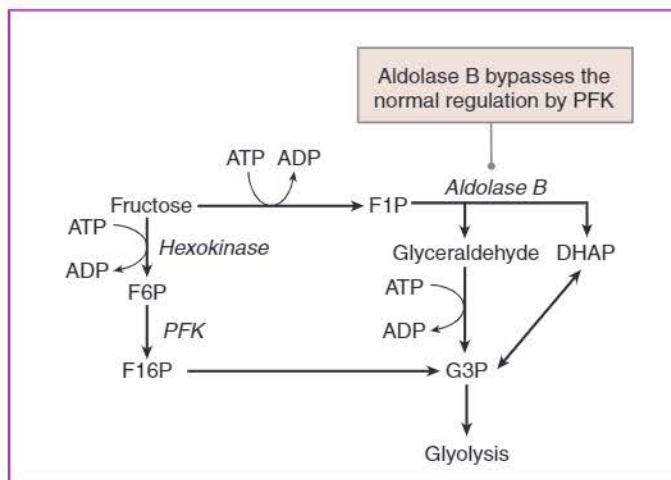 Aldolase B bypasses the
normal regulation by PFK
ATP ADP
Aldolase B
Fructose
F1P
ATP
Hexokinase
ADP
Glyceraldehyde DHAP
F6P
ATP
PFK
ADP
F16P
G3P
Glyolysis